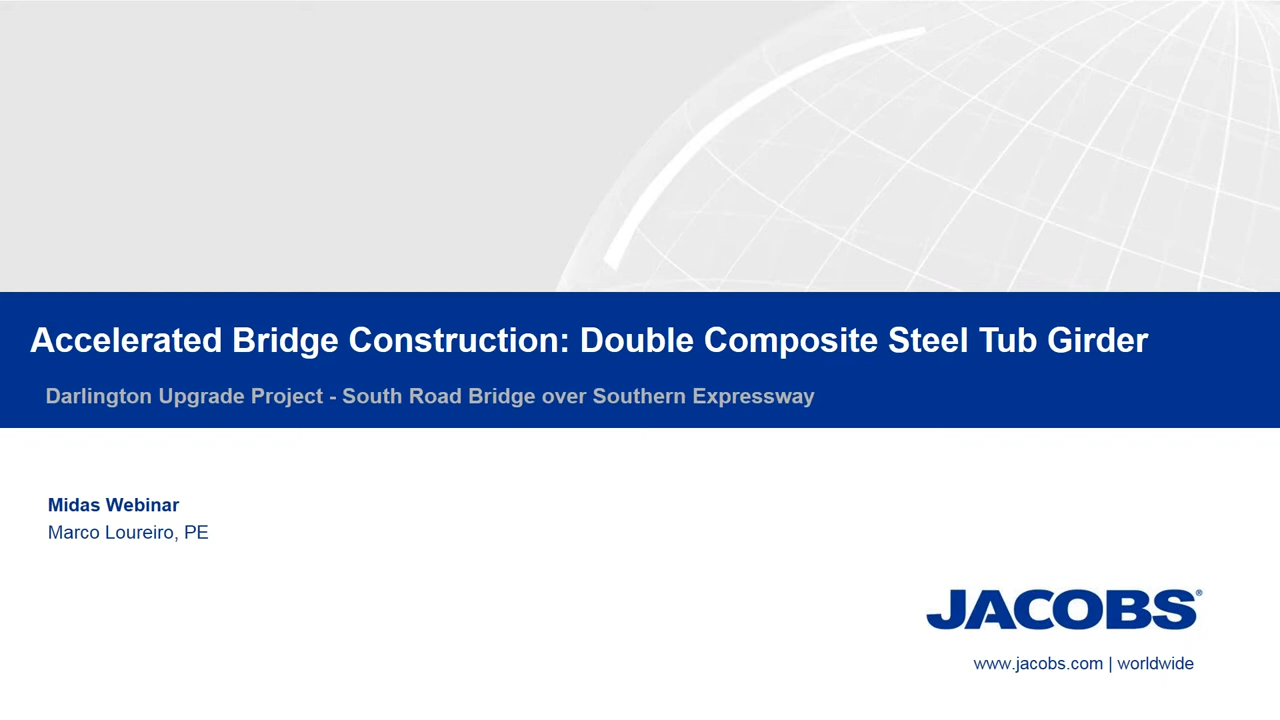 Accelerated Bridge Construction: Double Composite Steel Tub Girder
Darlington Upgrade Project - South Road Bridge over Southern Expressway
Midas Webinar
Marco Loureiro, PE
JACOBS®
www.jacobs.com | worldwide